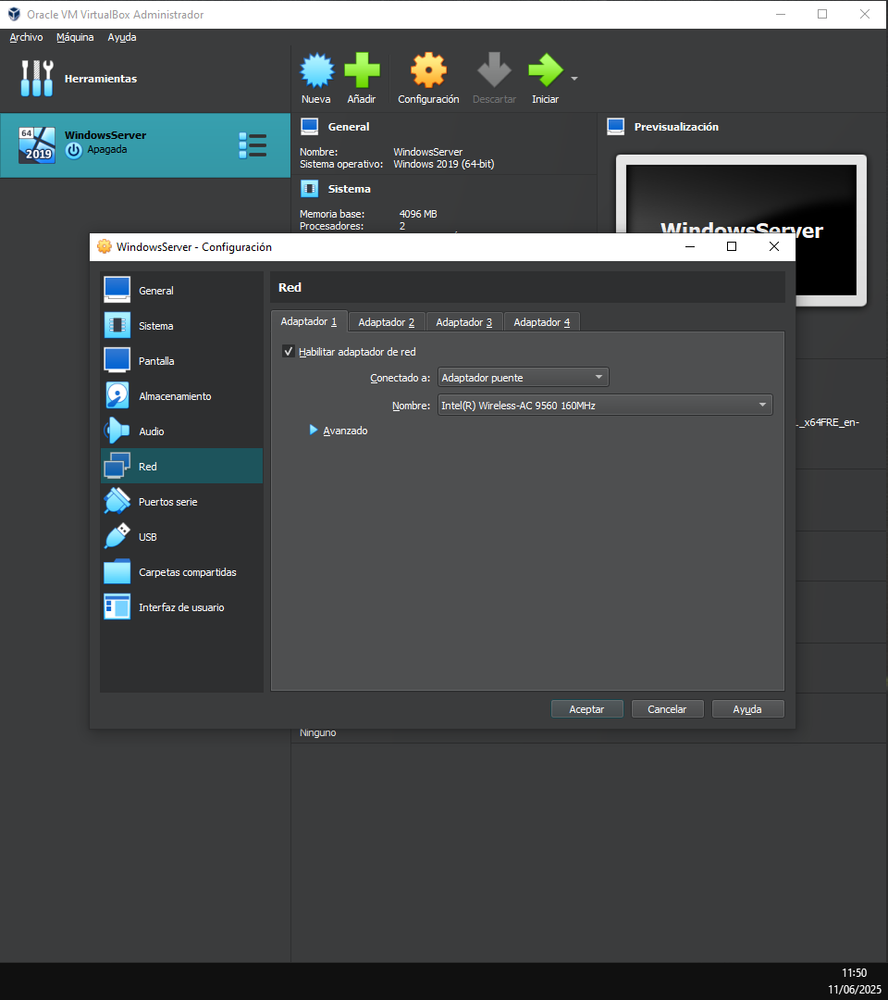 Oracle VM VirtualBox Administrador
Archivo Máquina Ayuda
Herramientas
Nueva Añadir Configuración Descartar Iniciar
64
2019
WindowsServer
Apagada
General
Nombre: WindowsServer
Sistema operativo: Windows 2019 (64-bit)
Sistema
Memoria base: 4096 MB
Procesadores: 2
Previsualización
WindowsServer
WindowsServer - Configuración
General
Sistema
Pantalla
Almacenamiento
Audio
Red
Puertos serie
USB
Carpetas compartidas
Interfaz de usuario
Red
Adaptador 1 Adaptador 2 Adaptador 3 Adaptador 4
Habilitar adaptador de red
Conectado a: Adaptador puente
Nombre: Intel(R) Wireless-AC 9560 160MHz
Avanzado
Aceptar Cancelar Ayuda
_x64FRE_en-
Ninguno
11:50
11/06/2025